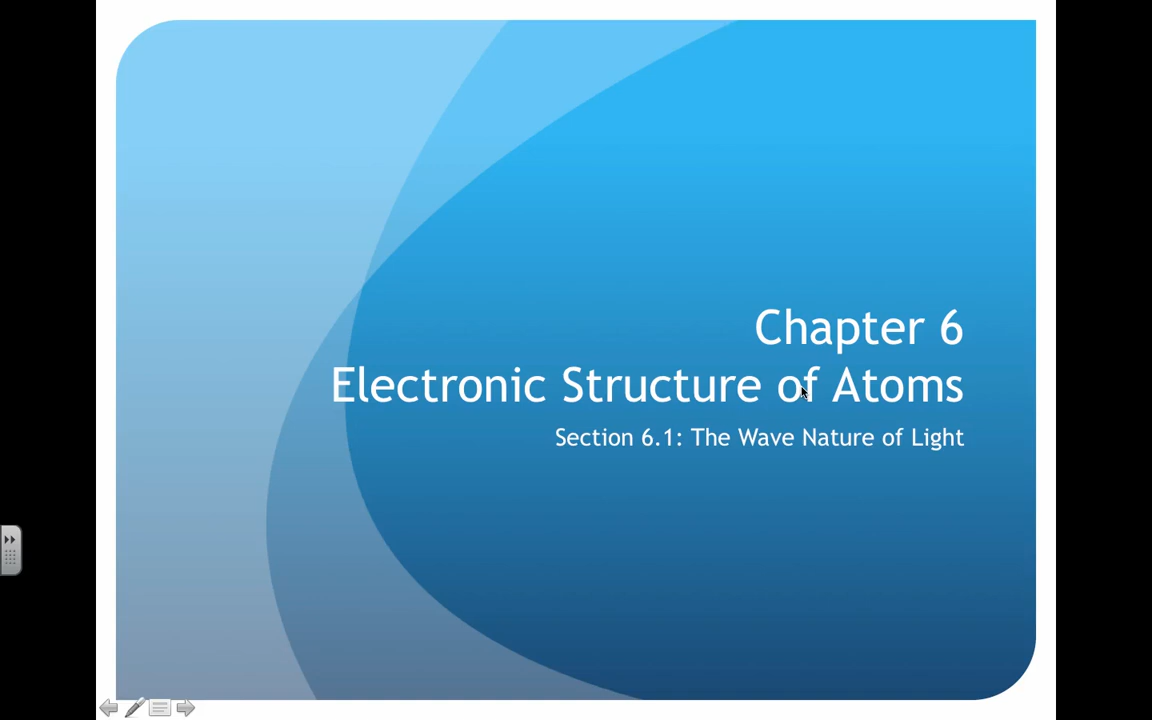 Chapter 6
Electronic Structure of Atoms
Section 6.1: The Wave Nature of Light